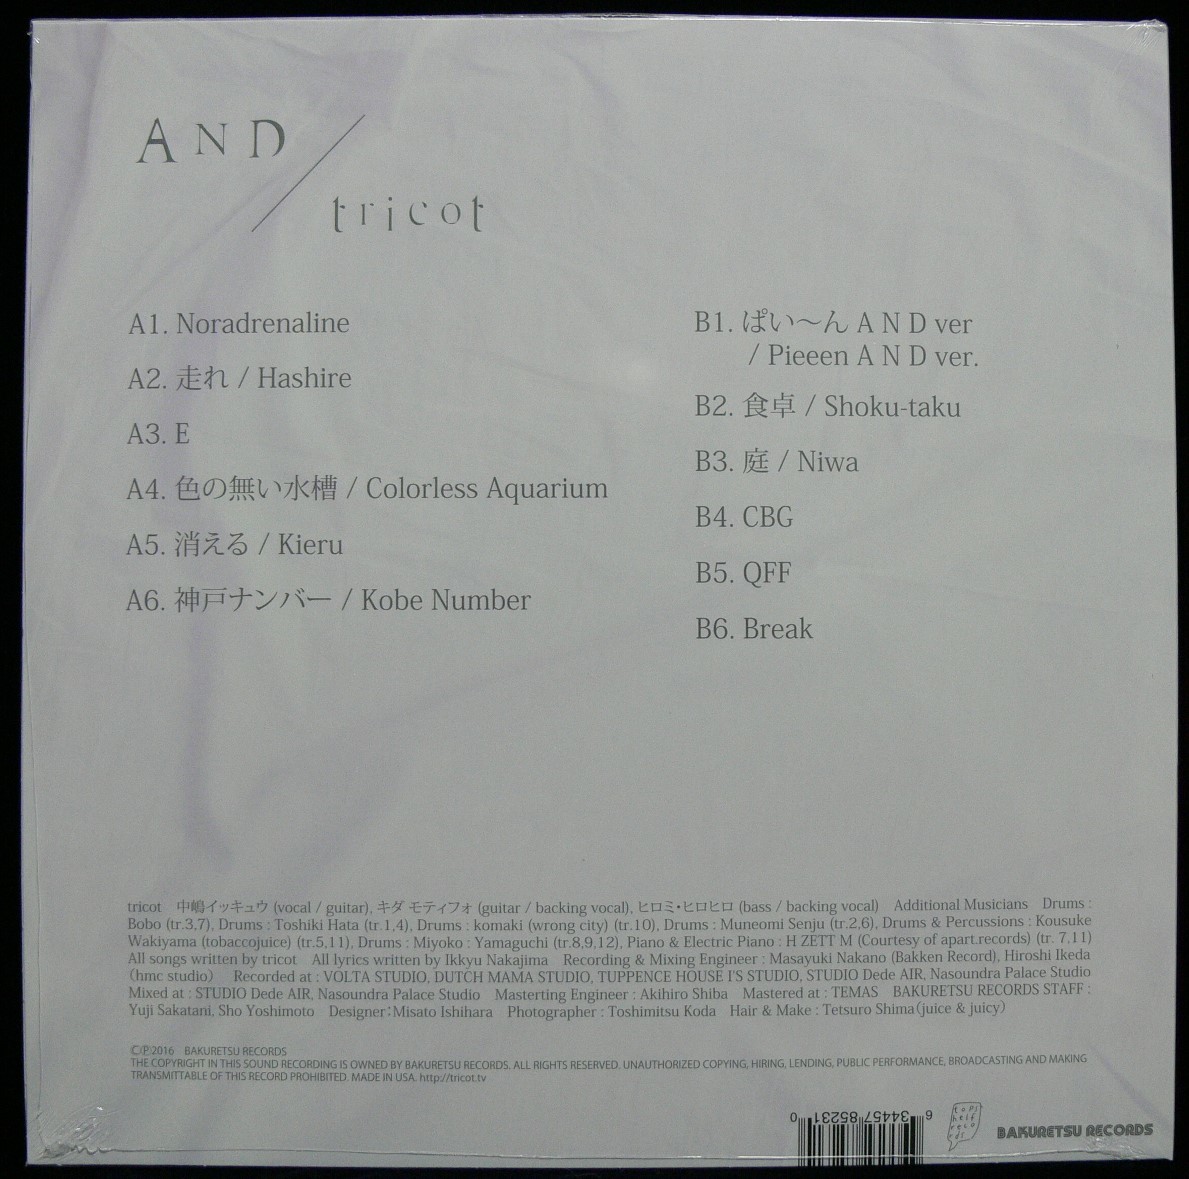 AND
tricot
A1. Noradrenaline
A2. 走れ / Hashire
A3. E
A4. 色の無い水槽 / Colorless Aquarium
A5. 消える / Kieru
A6. 神戸ナンバー / Kobe Number
B1. ぱい〜ん A N D ver
/ Pieeen A N D ver.
B2. 食卓 / Shoku-taku
B3. 庭 / Niwa
B4. CBG
B5. QFF
B6. Break
tricot 中嶋イッキュウ (vocal / guitar), キダ モティフォ (guitar / backing vocal), ヒロミ・ヒロヒロ (bass / backing vocal) Additional Musicians Drums :
Bobo (tr.3,7), Drums : Toshiki Hata (tr.1,4), Drums : komaki (wrong city) (tr.10), Drums : Muneomi Senju (tr.2,6), Drums & Percussions : Kousuke
Wakiyama (tobaccojuice) (tr.5,11), Drums : Miyoko : Yamaguchi (tr.8,9,12), Piano & Electric Piano : H ZETT M (Courtesy of apart.records) (tr. 7,11)
All songs written by tricot All lyrics written by Ikkyu Nakajima Recording & Mixing Engineer : Masayuki Nakano (Bakken Record), Hiroshi Ikeda
(hmc studio) Recorded at : VOLTA STUDIO, DUTCH MAMA STUDIO, TUPPENCE HOUSE I'S STUDIO, STUDIO Dede AIR, Nasoundra Palace Studio
Mixed at : STUDIO Dede AIR, Nasoundra Palace Studio Masterting Engineer : Akihiro Shiba Mastered at : TEMAS BAKURETSU RECORDS STAFF :
Yuji Sakatani, Sho Yoshimoto Designer：Misato Ishihara Photographer : Toshimitsu Koda Hair & Make : Tetsuro Shima(juice & juicy)
Ⓒ Ⓟ 2016 BAKURETSU RECORDS
THE COPYRIGHT IN THIS SOUND RECORDING IS OWNED BY BAKURETSU RECORDS. ALL RIGHTS RESERVED. UNAUTHORIZED COPYING, HIRING, LENDING, PUBLIC PERFORMANCE, BROADCASTING AND MAKING
TRANSMITTABLE OF THIS RECORD PROHIBITED. MADE IN USA. http://tricot.tv
6 34457 85231 0
tops
helf
reco
rds
BAKURETSU RECORDS